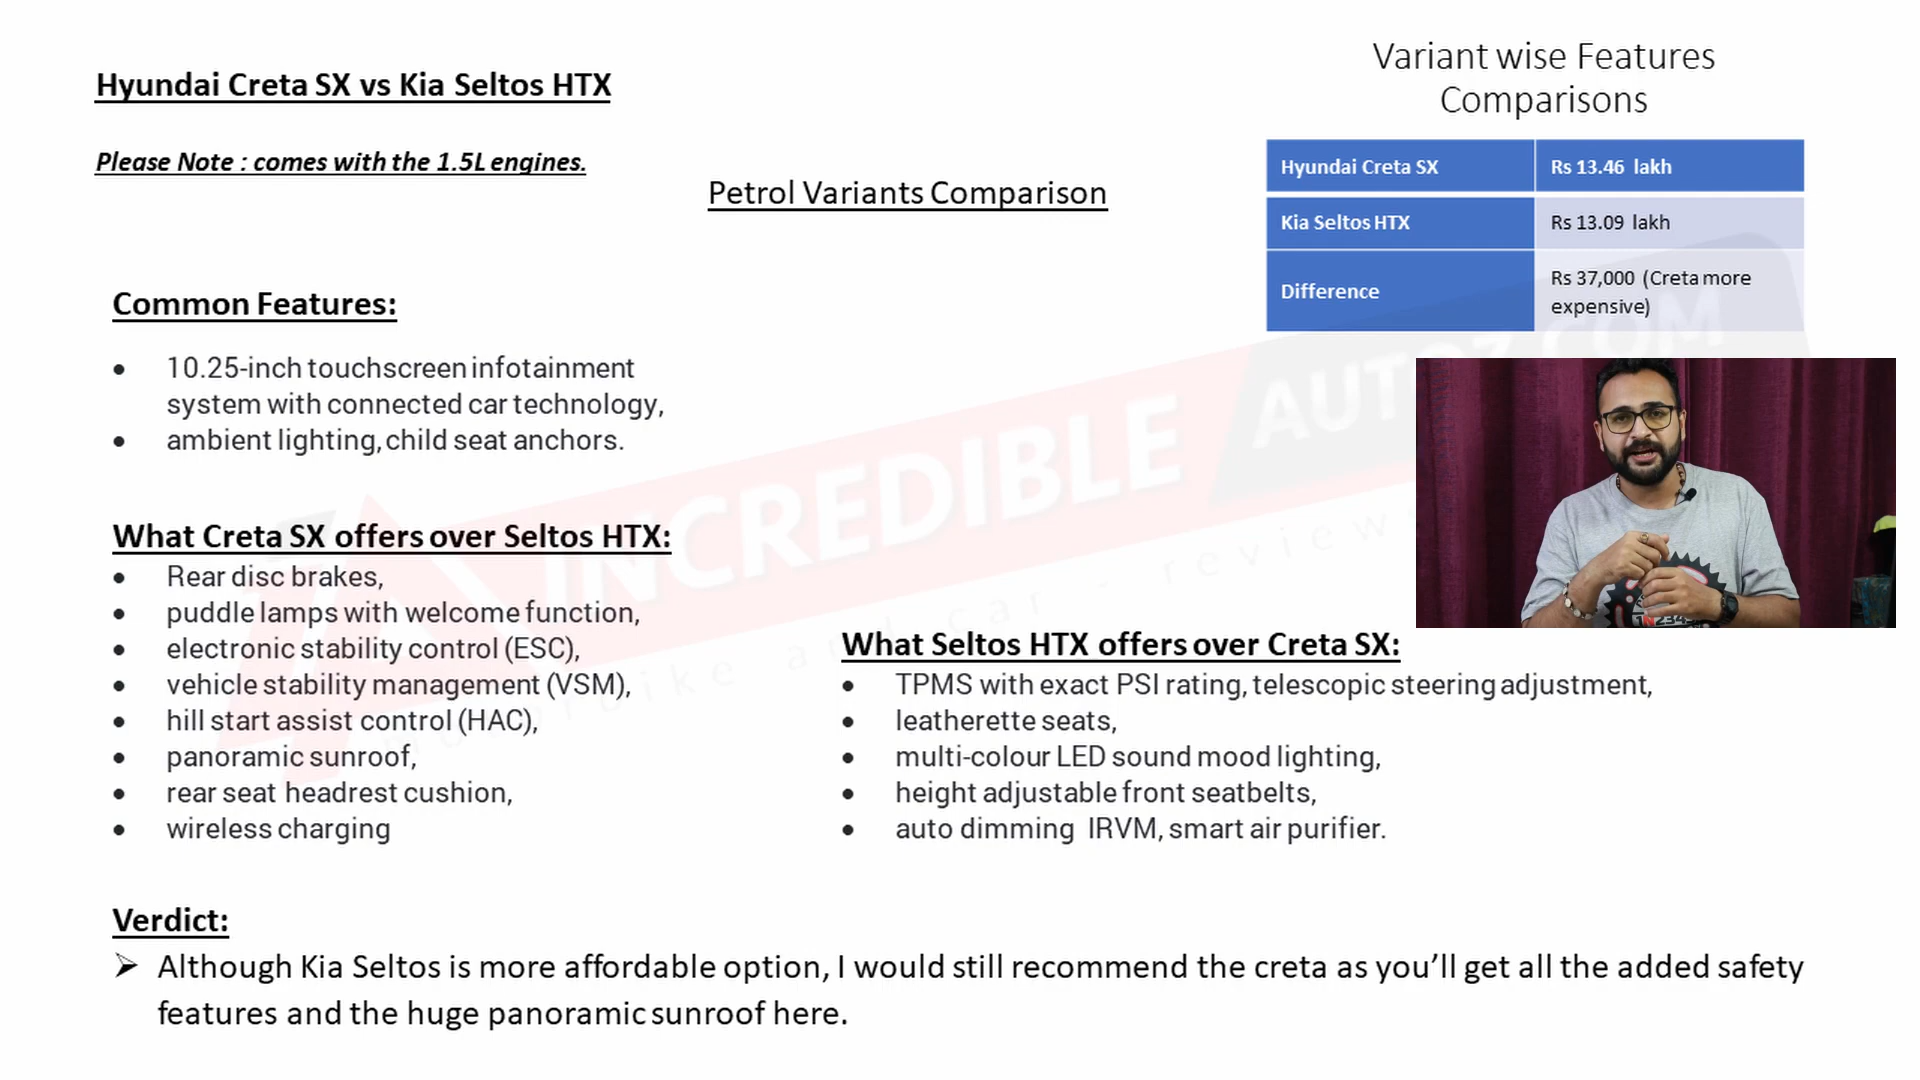 Hyundai Creta SX vs Kia Seltos HTX
Please Note : comes with the 1.5L engines.
Petrol Variants Comparison
Variant wise Features
Comparisons
Hyundai Creta SX Rs 13.46 lakh
Kia Seltos HTX Rs 13.09 lakh
Difference Rs 37,000 (Creta more
expensive)
Common Features:
• 10.25-inch touchscreen infotainment
system with connected car technology,
• ambient lighting, child seat anchors.
What Creta SX offers over Seltos HTX:
• Rear disc brakes,
• puddle lamps with welcome function,
• electronic stability control (ESC),
• vehicle stability management (VSM),
• hill start assist control (HAC),
• panoramic sunroof,
• rear seat headrest cushion,
• wireless charging
What Seltos HTX offers over Creta SX:
• TPMS with exact PSI rating, telescopic steering adjustment,
• leatherette seats,
• multi-colour LED sound mood lighting,
• height adjustable front seatbelts,
• auto dimming IRVM, smart air purifier.
Verdict:
➢ Although Kia Seltos is more affordable option, I would still recommend the creta as you’ll get all the added safety
features and the huge panoramic sunroof here.
INCREDIBLE